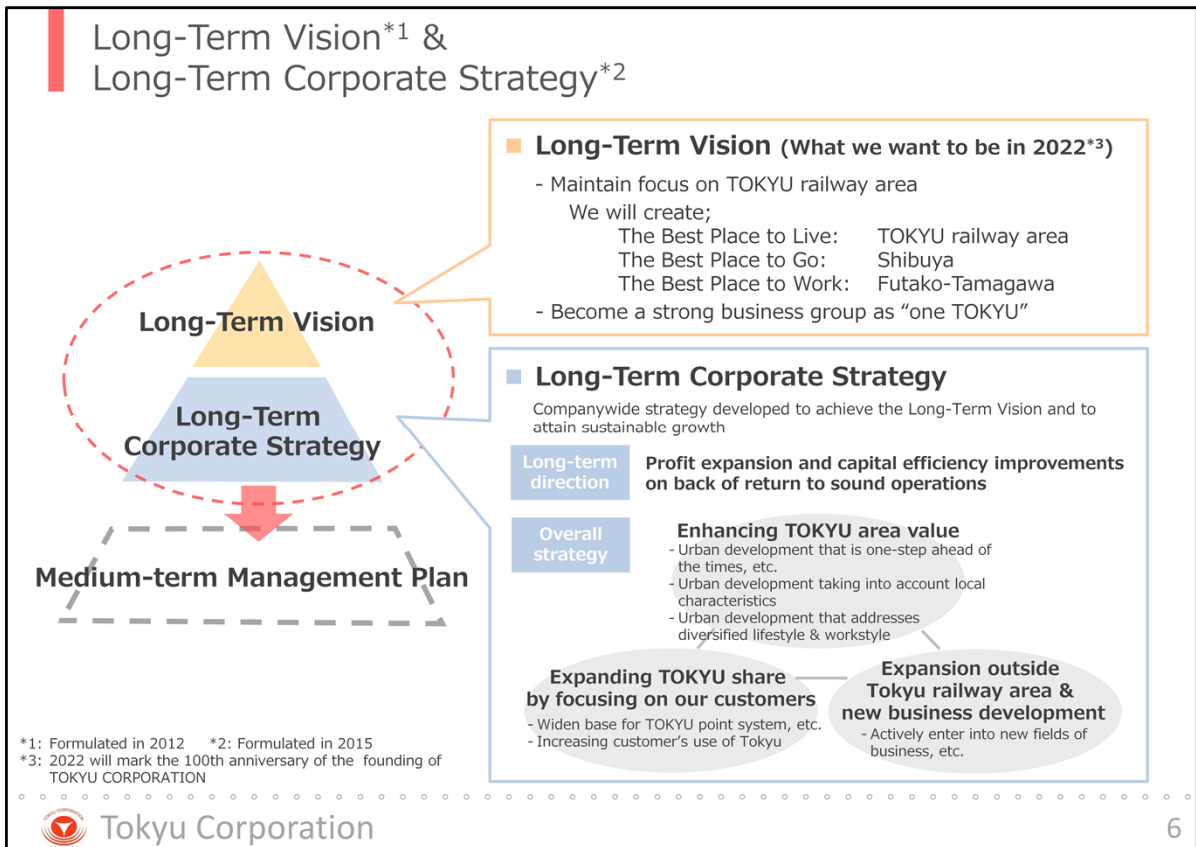 Long-Term Vision*1 &
Long-Term Corporate Strategy*2
Long-Term Vision
Long-Term
Corporate Strategy
Medium-term Management Plan
■ Long-Term Vision (What we want to be in 2022*3)
- Maintain focus on TOKYU railway area
We will create;
The Best Place to Live: TOKYU railway area
The Best Place to Go: Shibuya
The Best Place to Work: Futako-Tamagawa
- Become a strong business group as “one TOKYU”
■ Long-Term Corporate Strategy
Companywide strategy developed to achieve the Long-Term Vision and to
attain sustainable growth
Long-term
direction
Profit expansion and capital efficiency improvements
on back of return to sound operations
Overall
strategy
Enhancing TOKYU area value
- Urban development that is one-step ahead of
the times, etc.
- Urban development taking into account local
characteristics
- Urban development that addresses
diversified lifestyle & workstyle
Expanding TOKYU share
by focusing on our customers
- Widen base for TOKYU point system, etc.
- Increasing customer’s use of Tokyu
Expansion outside
Tokyu railway area &
new business development
- Actively enter into new fields of
business, etc.
*1: Formulated in 2012 *2: Formulated in 2015
*3: 2022 will mark the 100th anniversary of the founding of
TOKYU CORPORATION
TOKYU CORPORATION
Tokyu Corporation
6